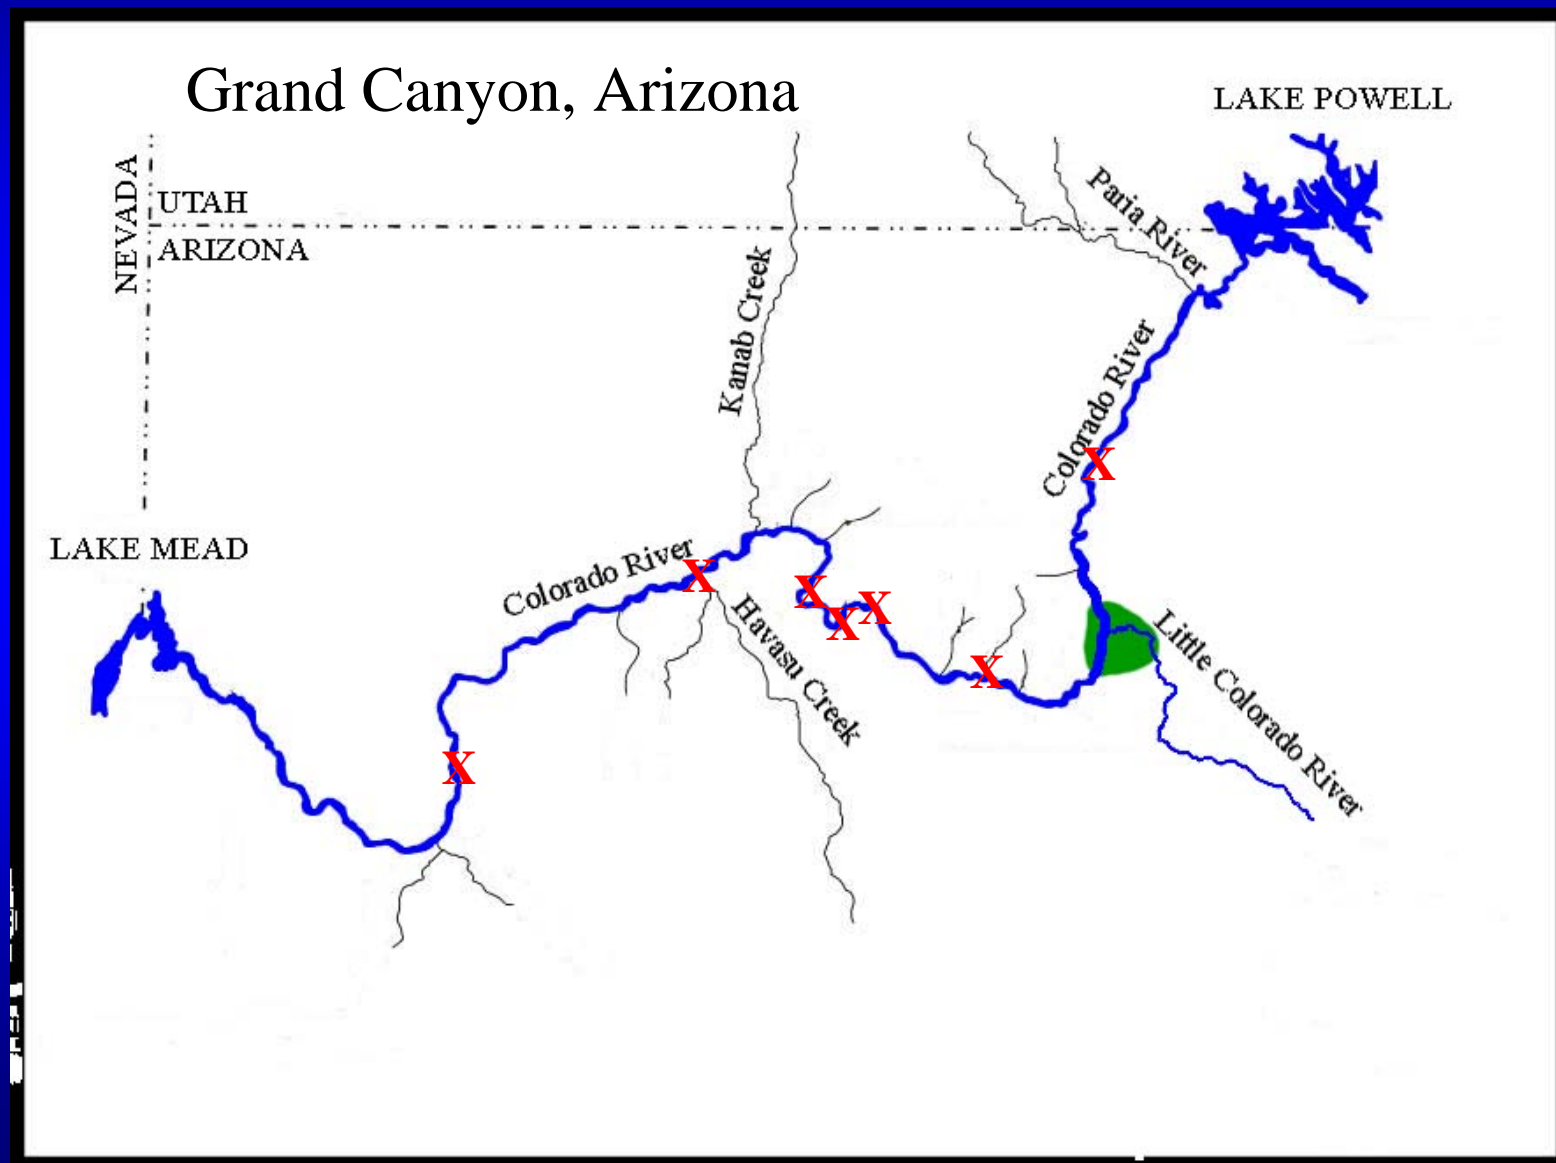 Grand Canyon, Arizona
LAKE POWELL
NEVADA
UTAH
ARIZONA
Paria River
Kanab Creek
Colorado River
X
LAKE MEAD
Colorado River
X
X
X
X
Havasu Creek
Little Colorado River
X
X